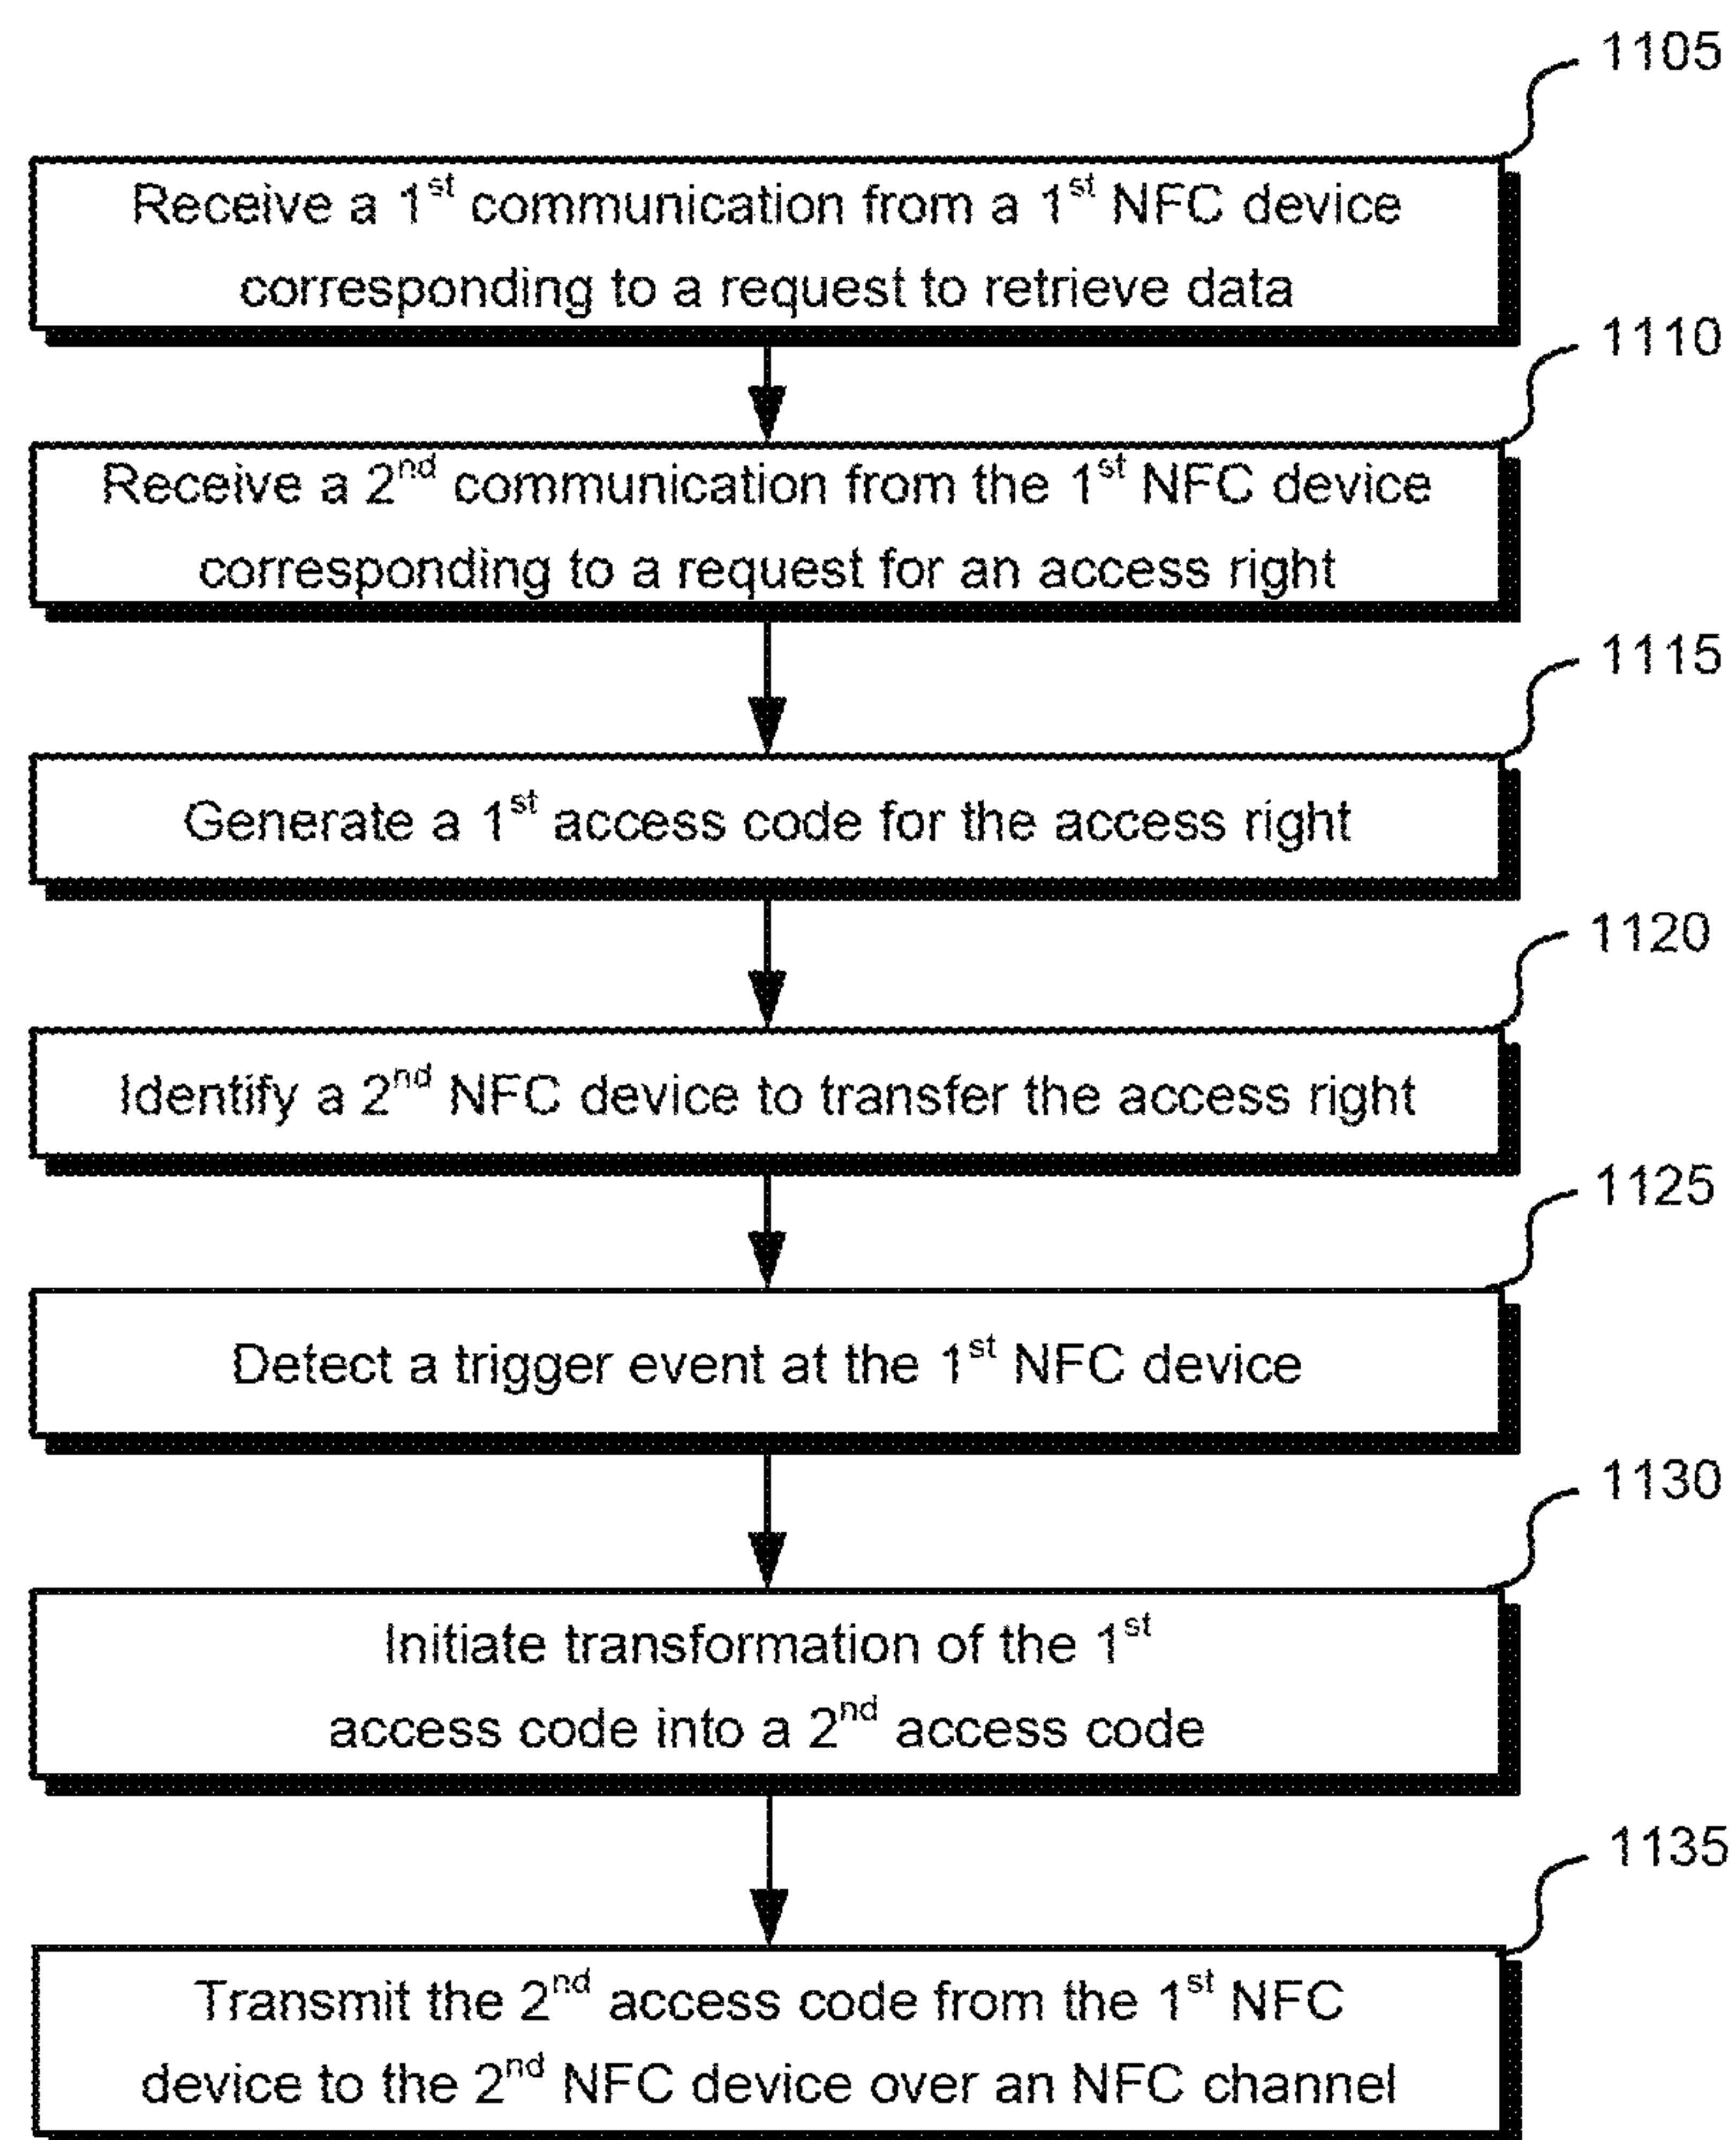 1105
Receive a 1st communication from a 1st NFC device
corresponding to a request to retrieve data
1110
Receive a 2nd communication from the 1st NFC device
corresponding to a request for an access right
1115
Generate a 1st access code for the access right
1120
Identify a 2nd NFC device to transfer the access right
1125
Detect a trigger event at the 1st NFC device
1130
Initiate transformation of the 1st
access code into a 2nd access code
1135
Transmit the 2nd access code from the 1st NFC
device to the 2nd NFC device over an NFC channel